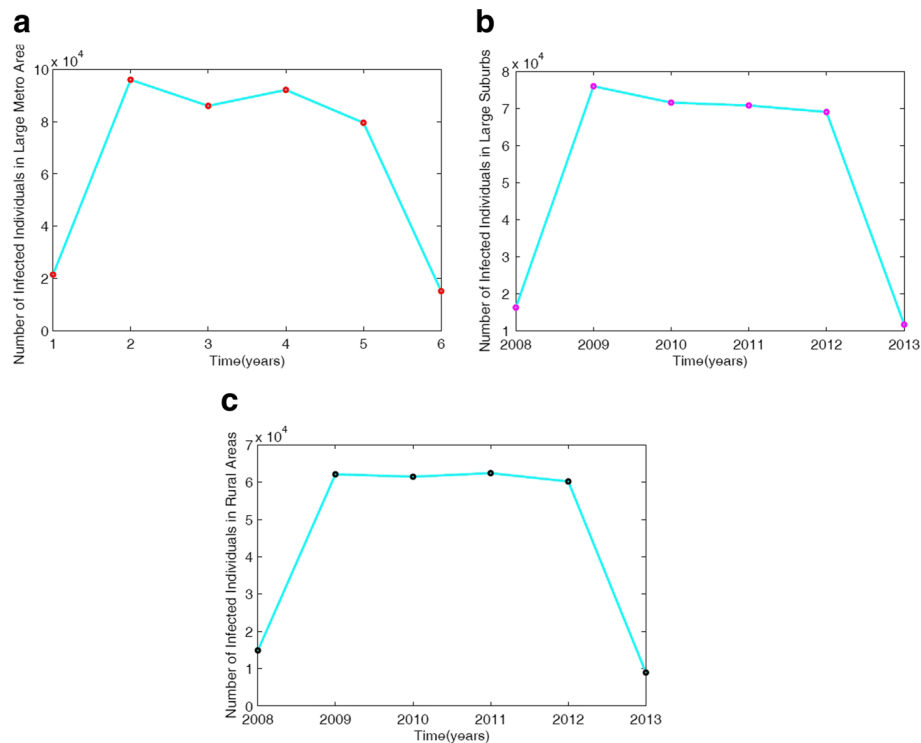 a
Number of Infected Individuals in Large Metro Area
x 10^4
10
8
6
4
2
0
1 2 3 4 5 6
Time(years)
b
Number of Infected Individuals in Large Suburbs
x 10^4
8
7
6
5
4
3
2
1
2008 2009 2010 2011 2012 2013
Time(years)
c
Number of Infected Individuals in Rural Areas
x 10^4
7
6
5
4
3
2
1
0
2008 2009 2010 2011 2012 2013
Time(years)